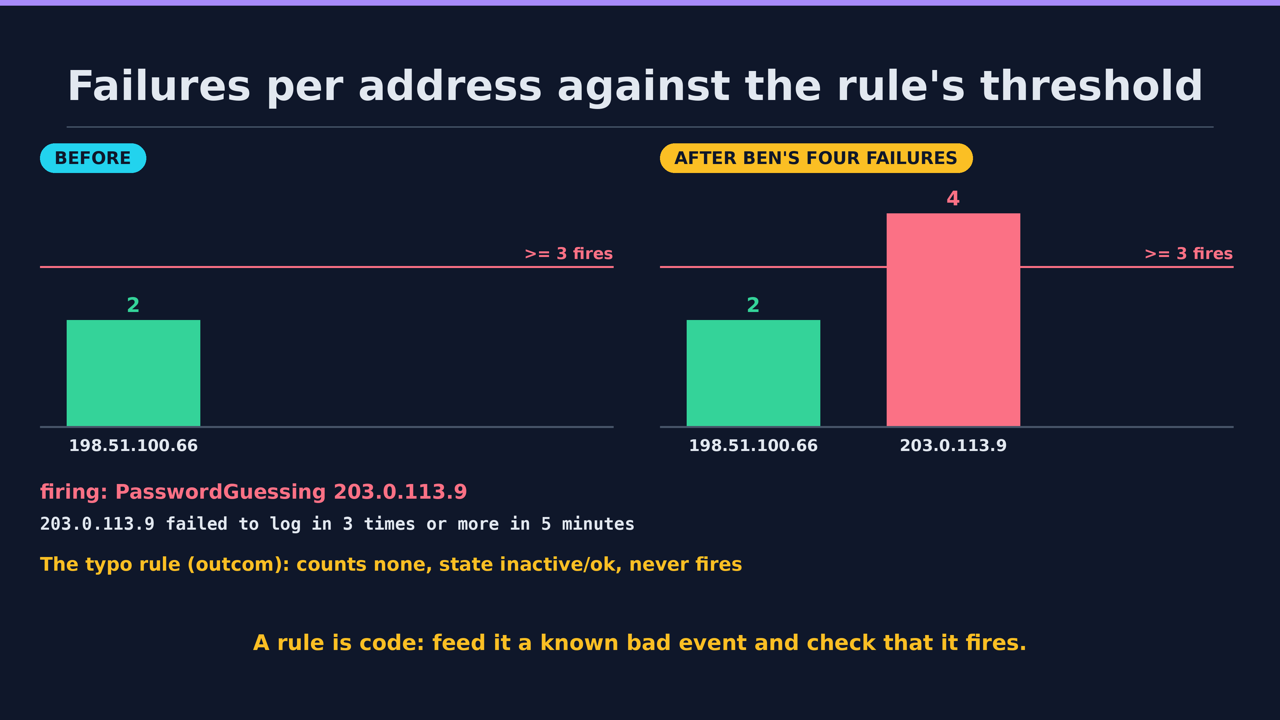 Failures per address against the rule's threshold
BEFORE
>= 3 fires
2
198.51.100.66
AFTER BEN'S FOUR FAILURES
4
>= 3 fires
2
198.51.100.66
203.0.113.9
firing: PasswordGuessing 203.0.113.9
203.0.113.9 failed to log in 3 times or more in 5 minutes
The typo rule (outcom): counts none, state inactive/ok, never fires
A rule is code: feed it a known bad event and check that it fires.